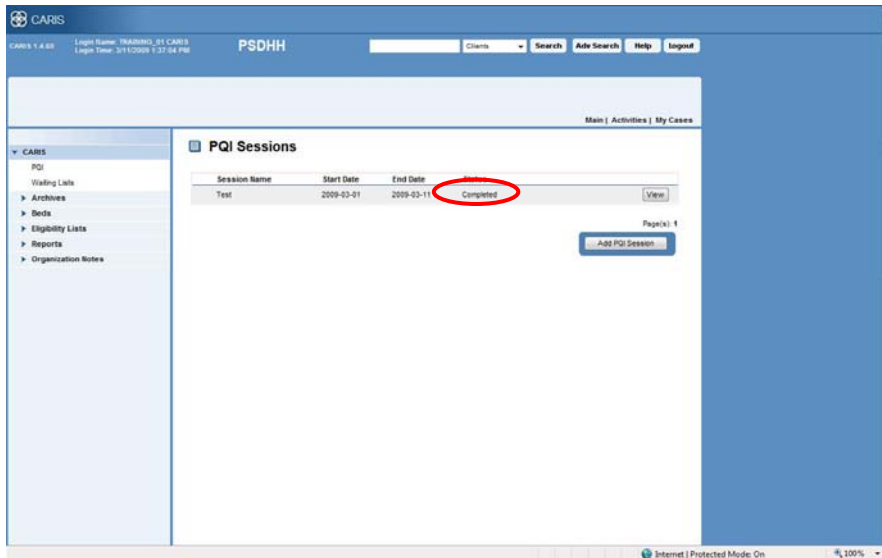 CARIS
CARIS 1.4.60 Login Name: TRAINING_01 CARIS
Login Time: 3/11/2009 1:37:04 PM
PSDHH
Clients Search Adv Search Help logout
Main | Activities | My Cases
CARIS
PQI
Waiting Lists
Archives
Beds
Eligibility Lists
Reports
Organization Notes
PQI Sessions
Session Name Start Date End Date Status
Test 2009-03-01 2009-03-11 Completed View
Page(s): 1
Add PQI Session
Internet | Protected Mode: On 100%